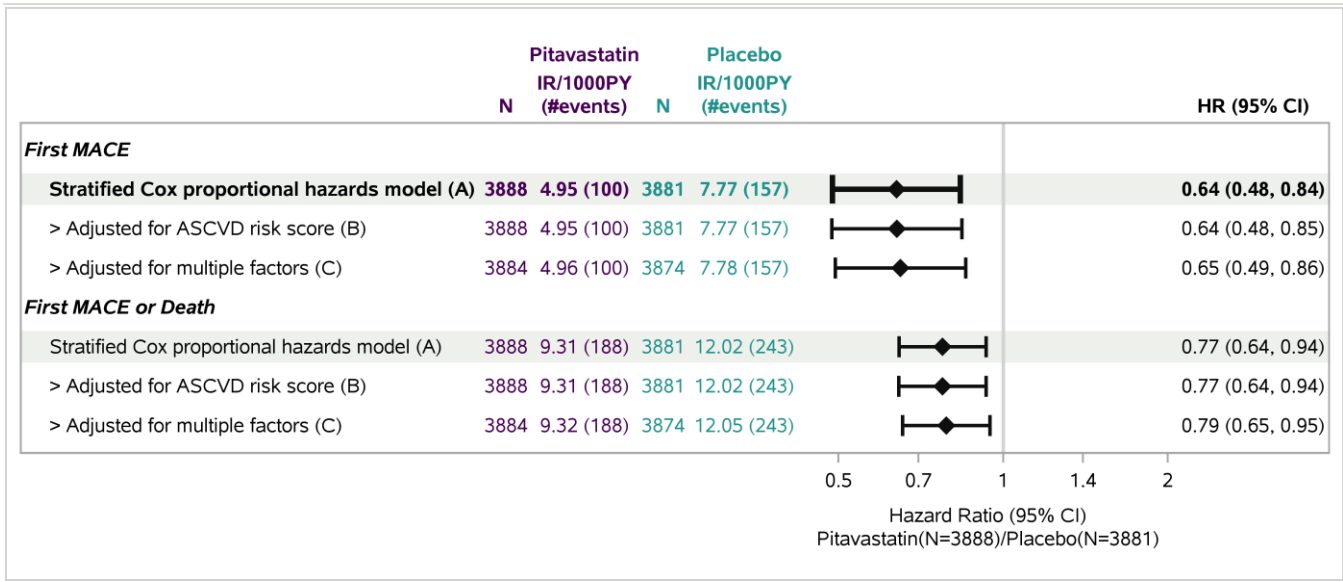 Pitavastatin Placebo
IR/1000PY IR/1000PY
N (#events) N (#events) HR (95% CI)
First MACE
Stratified Cox proportional hazards model (A) 3888 4.95 (100) 3881 7.77 (157) 0.64 (0.48, 0.84)
> Adjusted for ASCVD risk score (B) 3888 4.95 (100) 3881 7.77 (157) 0.64 (0.48, 0.85)
> Adjusted for multiple factors (C) 3884 4.96 (100) 3874 7.78 (157) 0.65 (0.49, 0.86)
First MACE or Death
Stratified Cox proportional hazards model (A) 3888 9.31 (188) 3881 12.02 (243) 0.77 (0.64, 0.94)
> Adjusted for ASCVD risk score (B) 3888 9.31 (188) 3881 12.02 (243) 0.77 (0.64, 0.94)
> Adjusted for multiple factors (C) 3884 9.32 (188) 3874 12.05 (243) 0.79 (0.65, 0.95)
0.5 0.7 1 1.4 2
Hazard Ratio (95% CI)
Pitavastatin(N=3888)/Placebo(N=3881)